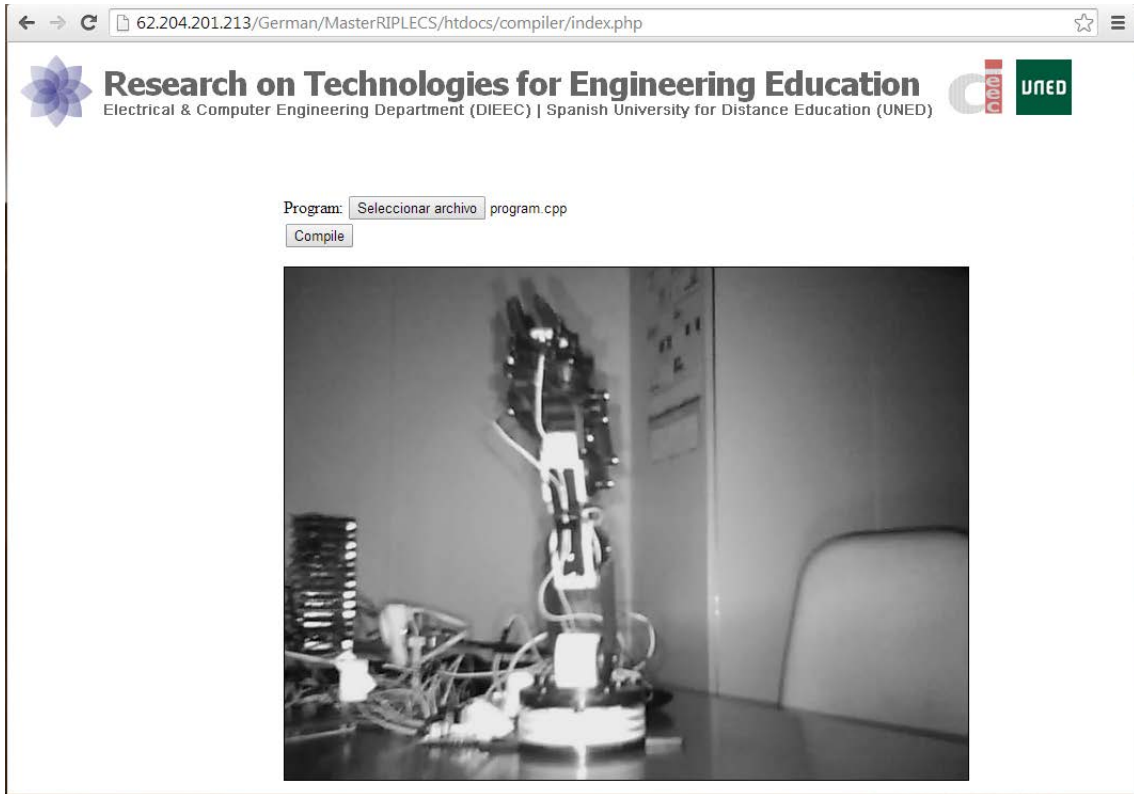 62.204.201.213/German/MasterRIPLECS/htdocs/compiler/index.php
Research on Technologies for Engineering Education
Electrical & Computer Engineering Department (DIEEC) | Spanish University for Distance Education (UNED)
UNED
Program: Seleccionar archivo program.cpp
Compile